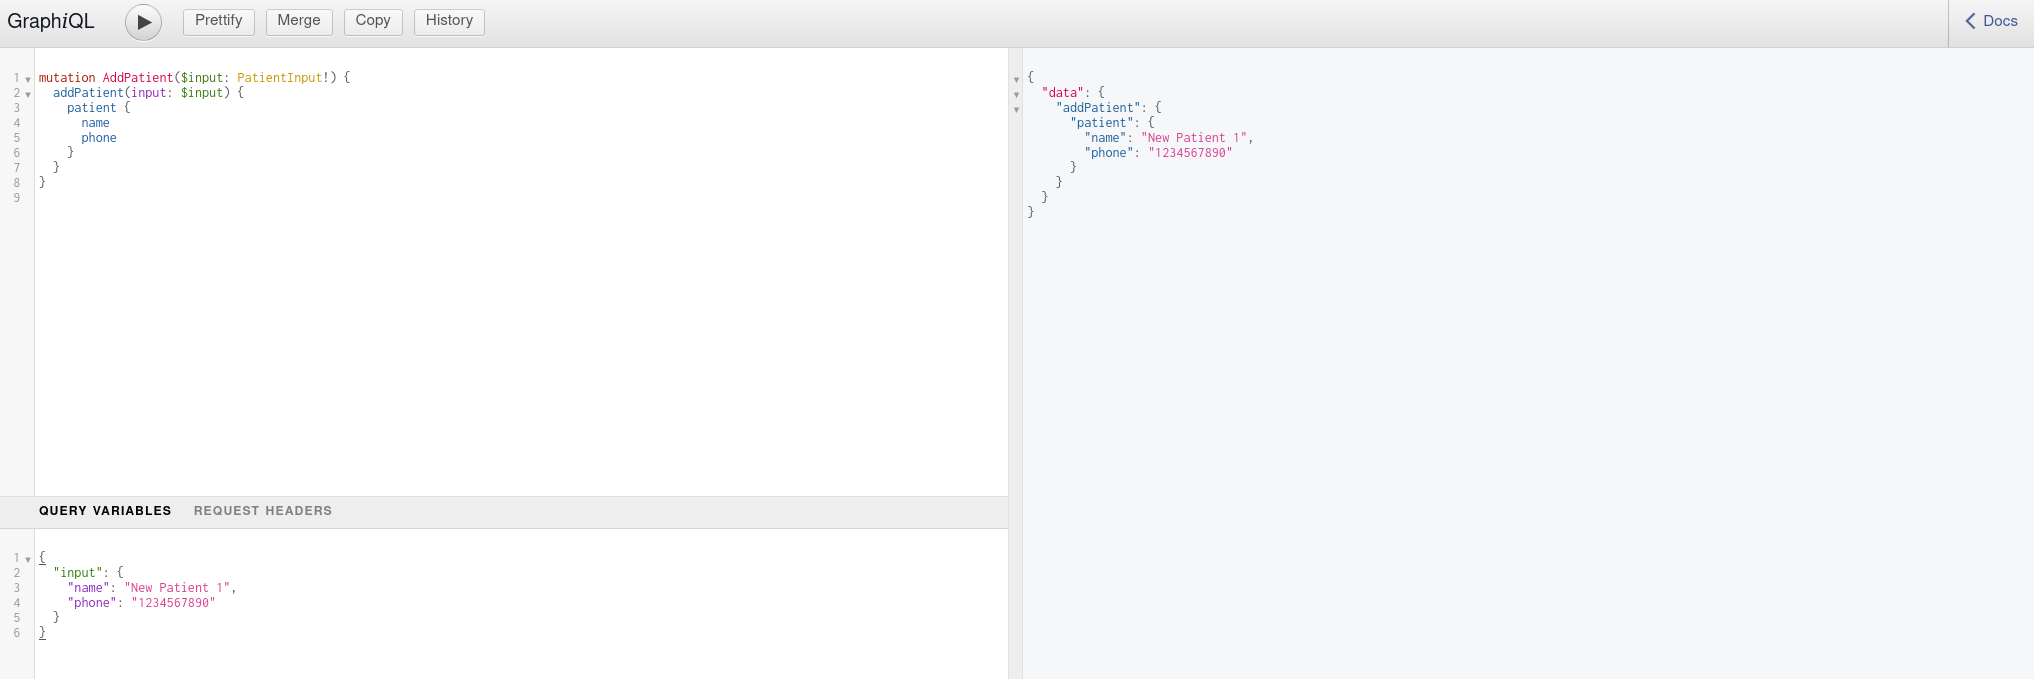 GraphiQL Prettify Merge Copy History Docs
1 mutation AddPatient($input: PatientInput!) {
2   addPatient(input: $input) {
3     patient {
4       name
5       phone
6     }
7   }
8 }
9
{
  "data": {
    "addPatient": {
      "patient": {
        "name": "New Patient 1",
        "phone": "1234567890"
      }
    }
  }
}
QUERY VARIABLES REQUEST HEADERS
1 {
2   "input": {
3     "name": "New Patient 1",
4     "phone": "1234567890"
5   }
6 }